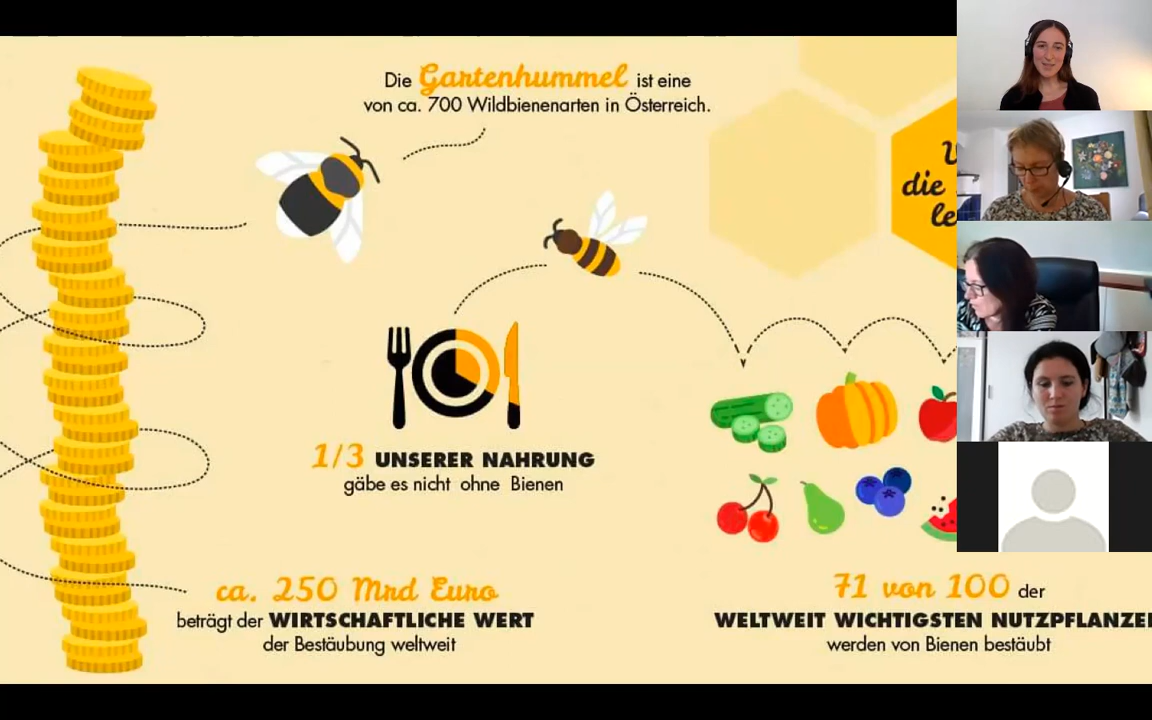 Die Gartenhummel ist eine
von ca. 700 Wildbienenarten in Österreich.
die
1/3 UNSERER NAHRUNG
gäbe es nicht ohne Bienen
ca. 250 Mrd Euro
beträgt der WIRTSCHAFTLICHE WERT
der Bestäubung weltweit
71 von 100 der
WELTWEIT WICHTIGSTEN NUTZPFLANZEN
werden von Bienen bestäubt